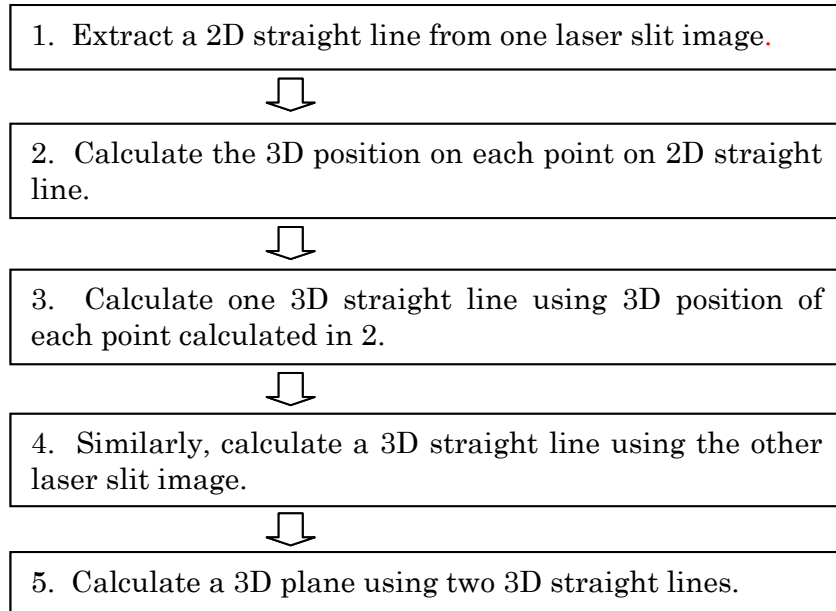 1. Extract a 2D straight line from one laser slit image.
2. Calculate the 3D position on each point on 2D straight
line.
3. Calculate one 3D straight line using 3D position of
each point calculated in 2.
4. Similarly, calculate a 3D straight line using the other
laser slit image.
5. Calculate a 3D plane using two 3D straight lines.